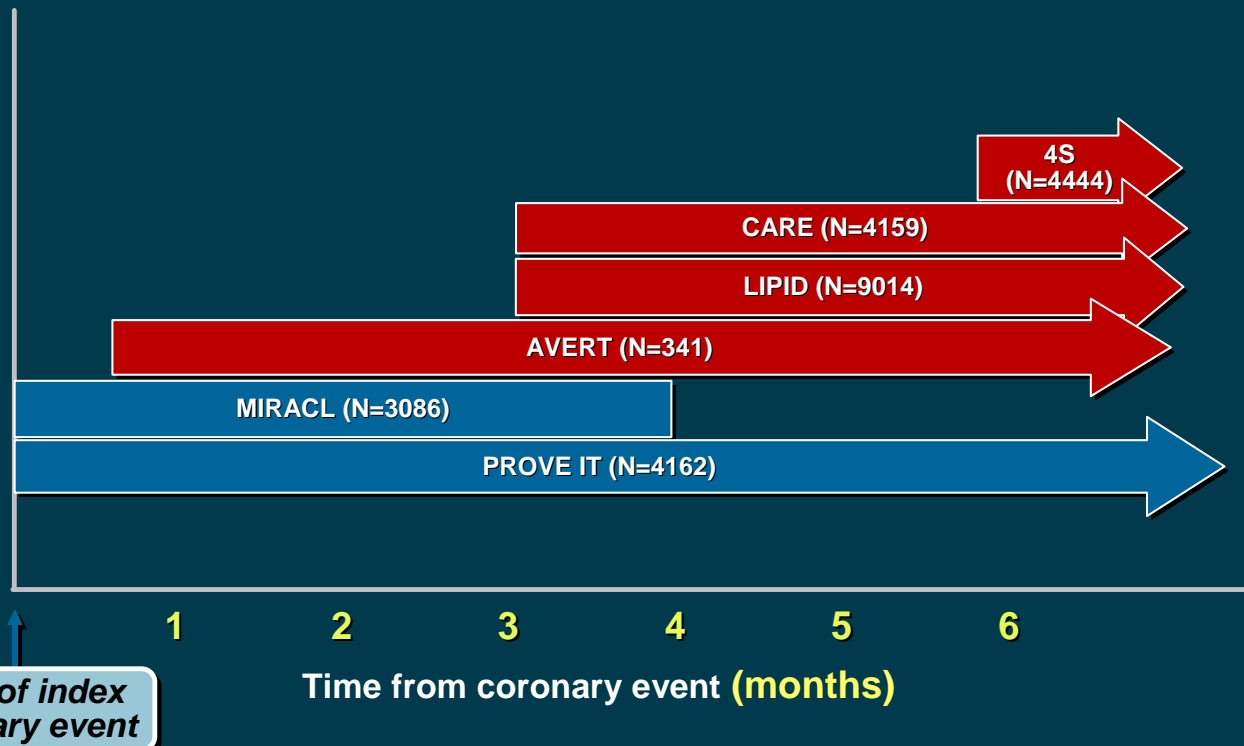 4S
(N=4444)
CARE (N=4159)
LIPID (N=9014)
AVERT (N=341)
MIRACL (N=3086)
PROVE IT (N=4162)
1 2 3 4 5 6
Time from coronary event (months)
of index
event